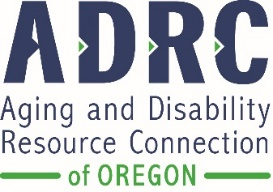 ADRC
Aging and Disability
Resource Connection
of OREGON